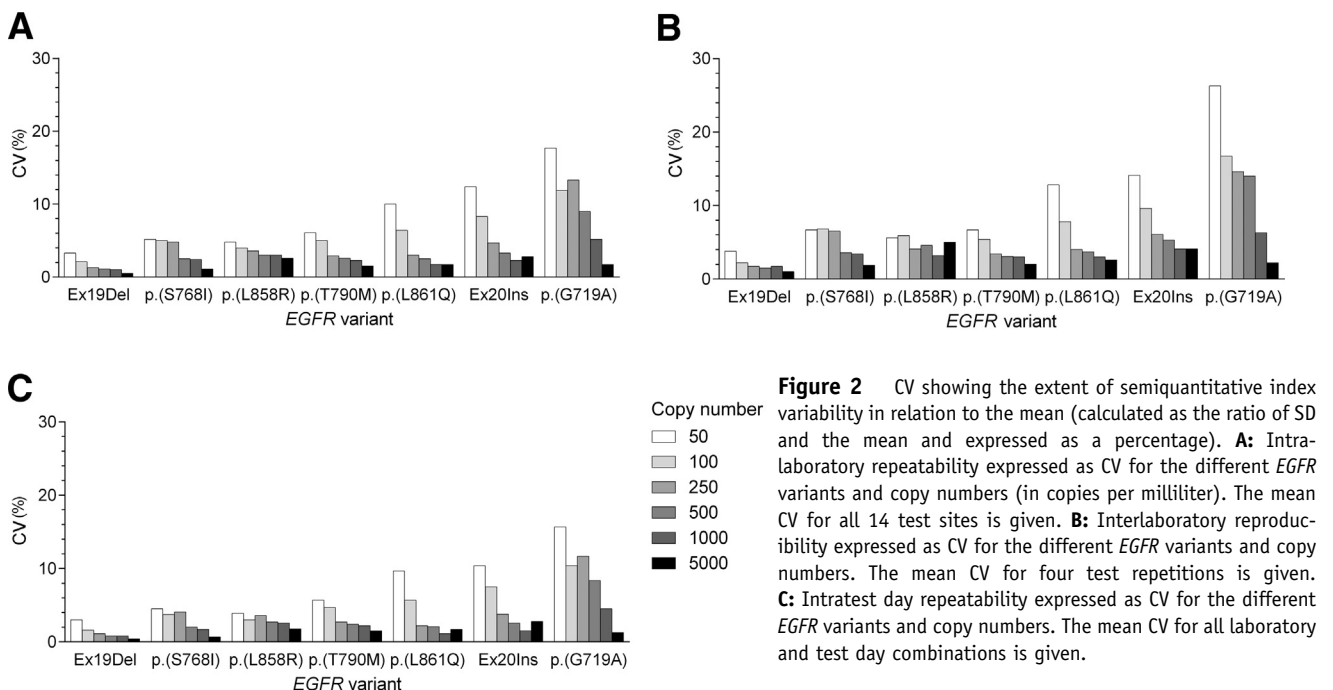 A
30
20
10
0
CV (%)
Ex19Del p.(S768I) p.(L858R) p.(T790M) p.(L861Q) Ex20Ins p.(G719A)
EGFR variant
B
30
20
10
0
CV (%)
Ex19Del p.(S768I) p.(L858R) p.(T790M) p.(L861Q) Ex20Ins p.(G719A)
EGFR variant
C
30
20
10
0
CV (%)
Ex19Del p.(S768I) p.(L858R) p.(T790M) p.(L861Q) Ex20Ins p.(G719A)
EGFR variant
Copy number
50
100
250
500
1000
5000
Figure 2 CV showing the extent of semiquantitative index
variability in relation to the mean (calculated as the ratio of SD
and the mean and expressed as a percentage). A: Intra-
laboratory repeatability expressed as CV for the different EGFR
variants and copy numbers (in copies per milliliter). The mean
CV for all 14 test sites is given. B: Interlaboratory reproduc-
ibility expressed as CV for the different EGFR variants and copy
numbers. The mean CV for four test repetitions is given.
C: Intratest day repeatability expressed as CV for the different
EGFR variants and copy numbers. The mean CV for all laboratory
and test day combinations is given.